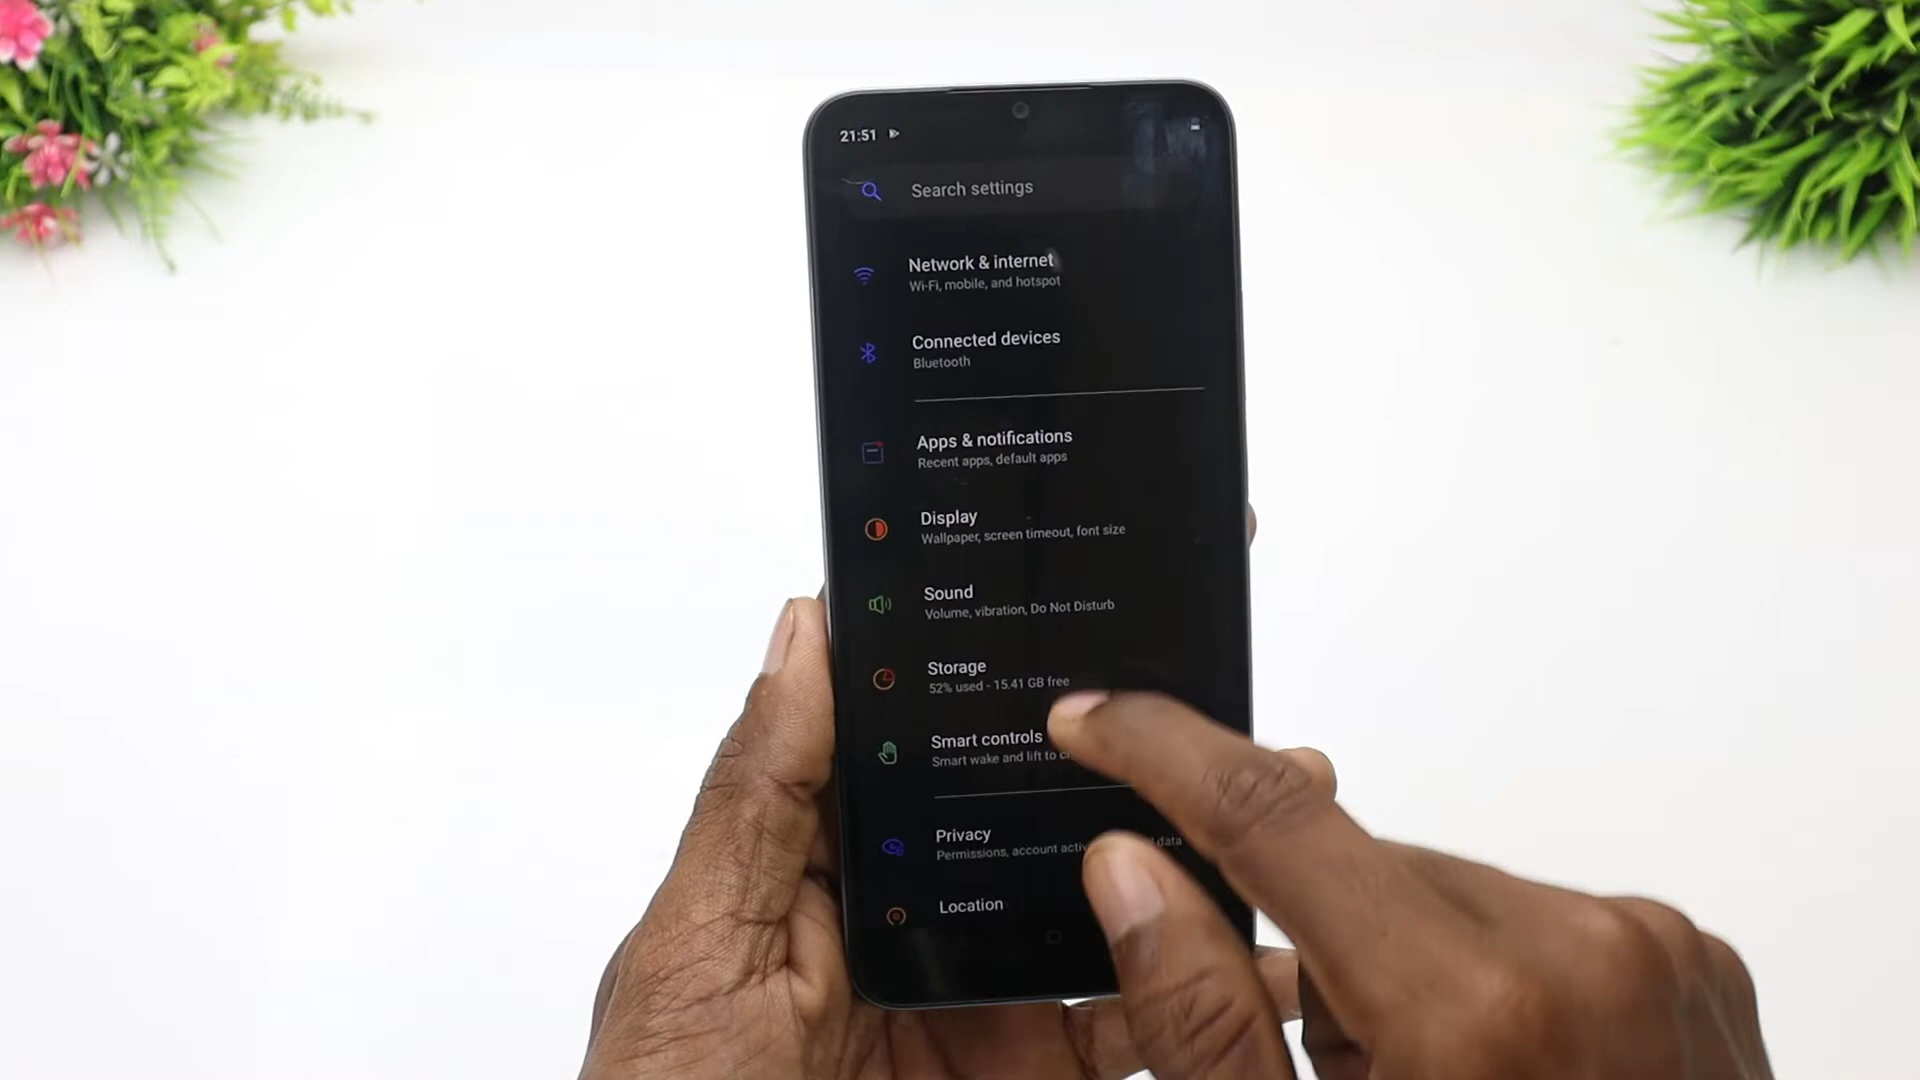 21:51
Search settings
Network & internet
Wi-Fi, mobile, and hotspot
Connected devices
Bluetooth
Apps & notifications
Recent apps, default apps
Display
Wallpaper, screen timeout, font size
Sound
Volume, vibration, Do Not Disturb
Storage
52% used - 15.41 GB free
Smart controls
Smart wake and lift to
Privacy
Permissions, account data
Location